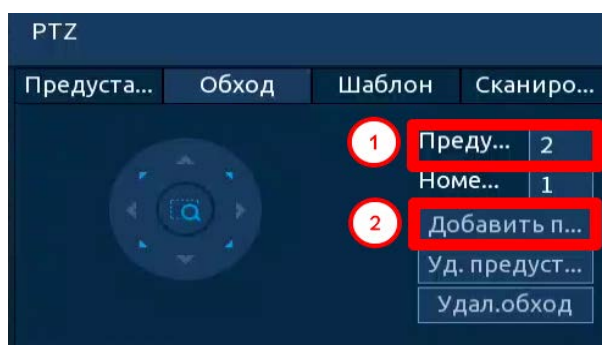 PTZ
Предуста... Обход Шаблон Сканиро...
1 Преду... 2
Номе... 1
2 Добавить п...
Уд. предуст...
Удал.обход